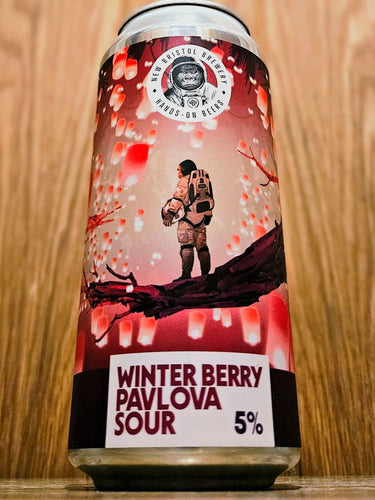 NEW BRISTOL BREWERY
HANDS-ON BEERS
WINTER BERRY
PAVLOVA
SOUR 5%